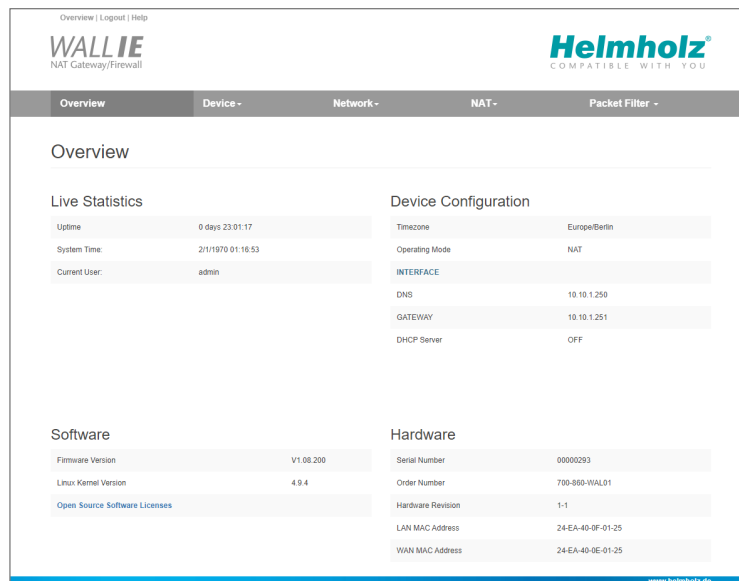 Overview | Logout | Help
WALL IE
NAT Gateway/Firewall
Helmholz®
COMPATIBLE WITH YOU
Overview Device Network NAT Packet Filter
Overview
Live Statistics
Uptime 0 days 23:01:17
System Time: 2/1/1970 01:16:53
Current User: admin
Device Configuration
Timezone Europe/Berlin
Operating Mode NAT
INTERFACE
DNS 10.10.1.250
GATEWAY 10.10.1.251
DHCP Server OFF
Software
Firmware Version V1.08.200
Linux Kernel Version 4.9.4
Open Source Software Licenses
Hardware
Serial Number 00000293
Order Number 700-860-WAL01
Hardware Revision 1-1
LAN MAC Address 24-EA-40-0F-01-25
WAN MAC Address 24-EA-40-0E-01-25
www.helmholz.de